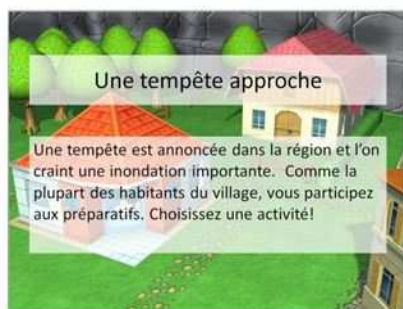 Une tempête approche
Une tempête est annoncée dans la région et l'on
craint une inondation importante. Comme la
plupart des habitants du village, vous participez
aux préparatifs. Choisissez une activité!